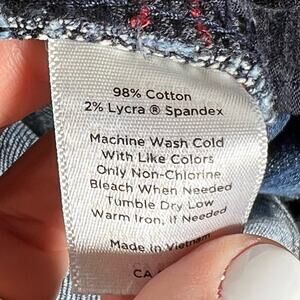 98% Cotton
2% Lycra ® Spandex
Machine Wash Cold
With Like Colors
Only Non-Chlorine
Bleach When Needed
Tumble Dry Low
Warm Iron, if Needed
Made in Vietnam
CA